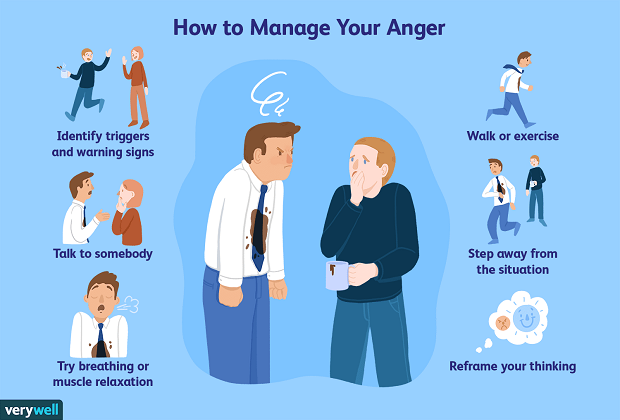 How to Manage Your Anger
Identify triggers
and warning signs
Talk to somebody
Try breathing or
muscle relaxation
Walk or exercise
Step away from
the situation
Reframe your thinking
verywell